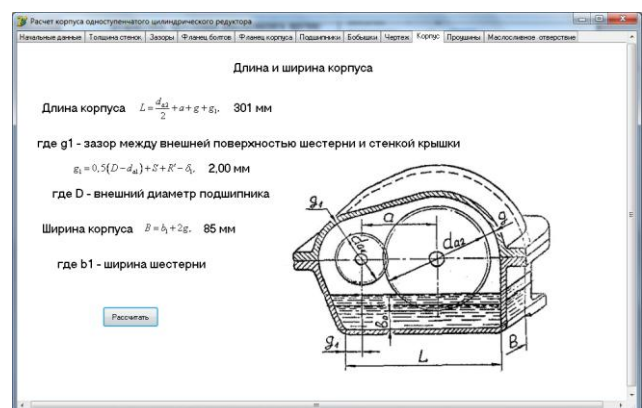 Расчет корпуса одноступенчатого цилиндрического редуктора
Начальные данные Толщина стенок Зазоры Фланец болтов Фланец корпуса Подшипники Бобышки Чертеж Корпус Проушины Маслосливное отверстие
Длина и ширина корпуса
Длина корпуса L = d_a2/2 + a + g + g₁, 301 мм
где g1 - зазор между внешней поверхностью шестерни и стенкой крышки
g₁ = 0,5(D − d_a1) + S + R' − δ₁, 2,00 мм
где D - внешний диаметр подшипника
Ширина корпуса B = b₁ + 2g, 85 мм
где b1 - ширина шестерни
Рассчитать
g₁
a
g
da₁
da₂
b₀
g₁
L
B